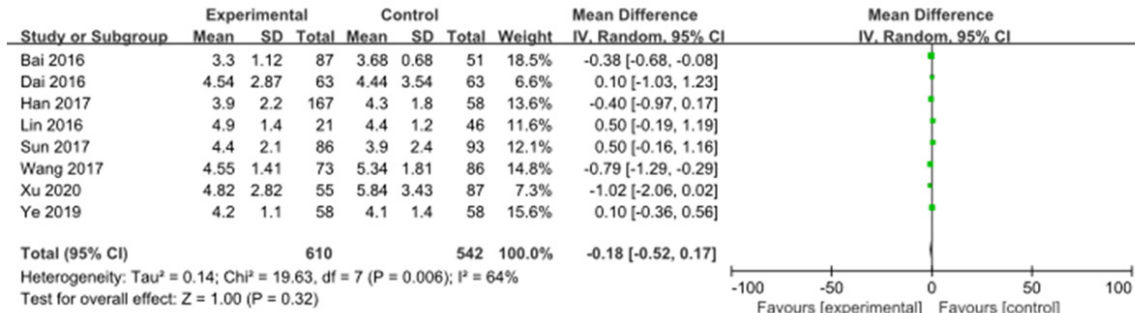 Experimental Control Mean Difference Mean Difference
Study or Subgroup Mean SD Total Mean SD Total Weight IV, Random, 95% CI IV, Random, 95% CI
Bai 2016 3.3 1.12 87 3.68 0.68 51 18.5% -0.38 [-0.68, -0.08]
Dai 2016 4.54 2.87 63 4.44 3.54 63 6.6% 0.10 [-1.03, 1.23]
Han 2017 3.9 2.2 167 4.3 1.8 58 13.6% -0.40 [-0.97, 0.17]
Lin 2016 4.9 1.4 21 4.4 1.2 46 11.6% 0.50 [-0.19, 1.19]
Sun 2017 4.4 2.1 86 3.9 2.4 93 12.1% 0.50 [-0.16, 1.16]
Wang 2017 4.55 1.41 73 5.34 1.81 86 14.8% -0.79 [-1.29, -0.29]
Xu 2020 4.82 2.82 55 5.84 3.43 87 7.3% -1.02 [-2.06, 0.02]
Ye 2019 4.2 1.1 58 4.1 1.4 58 15.6% 0.10 [-0.36, 0.56]
Total (95% CI) 610 542 100.0% -0.18 [-0.52, 0.17]
Heterogeneity: Tau² = 0.14; Chi² = 19.63, df = 7 (P = 0.006); I² = 64%
Test for overall effect: Z = 1.00 (P = 0.32)
-100 -50 0 50 100
Favours [experimental] Favours [control]